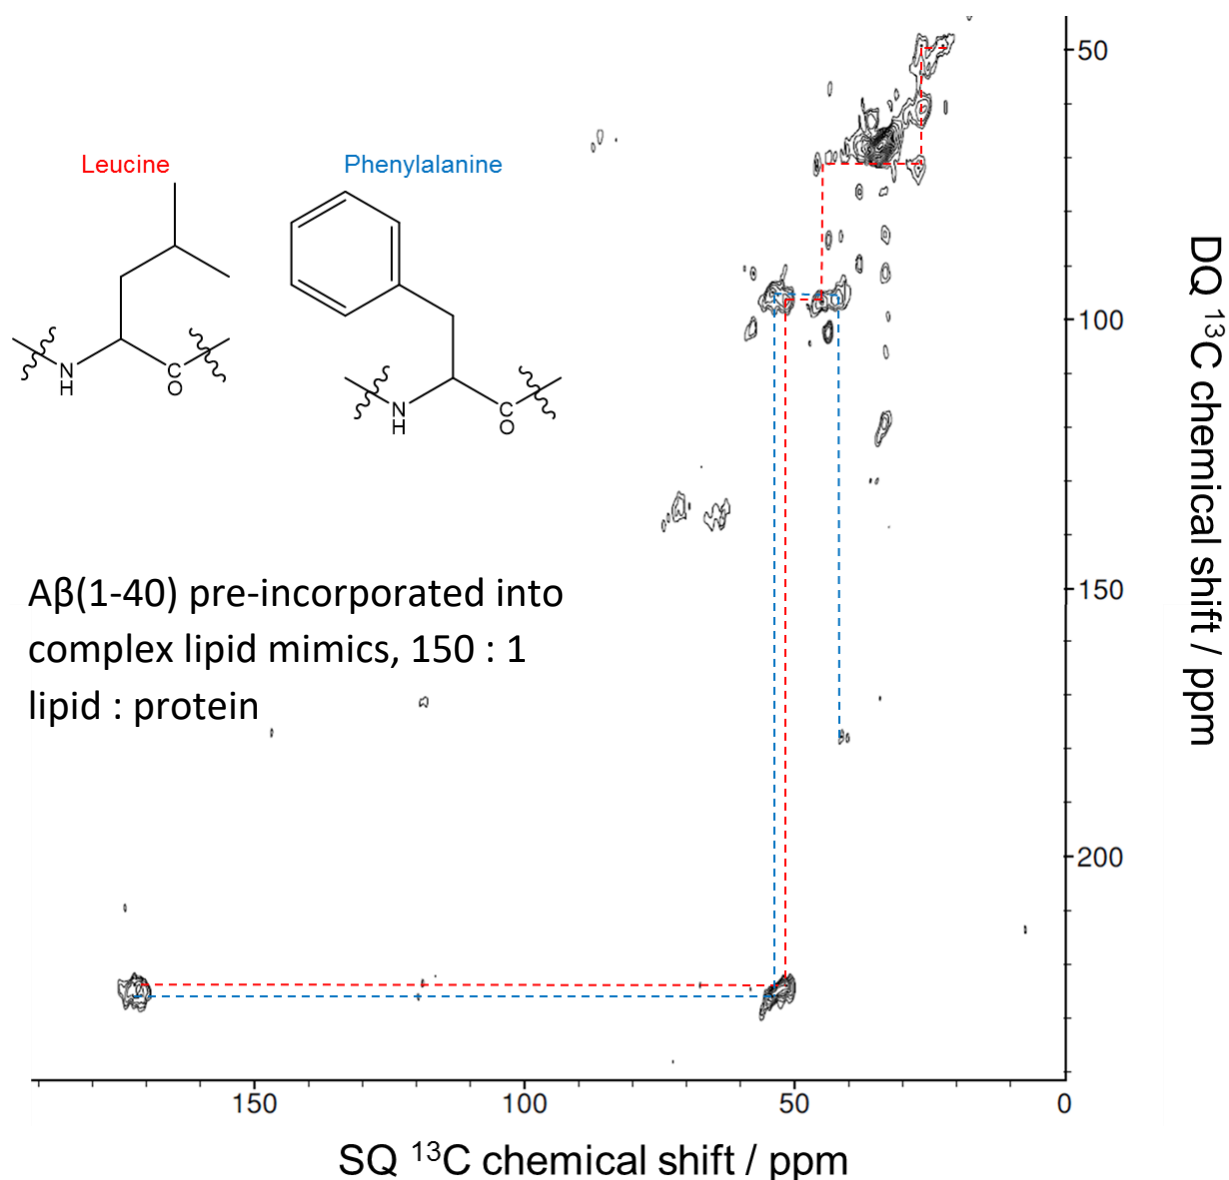 50
Leucine
Phenylalanine
N
H
C
O
N
H
C
O
100
DQ ¹³C chemical shift / ppm
150
Aβ(1-40) pre-incorporated into
complex lipid mimics, 150 : 1
lipid : protein
200
150
100
50
0
SQ ¹³C chemical shift / ppm